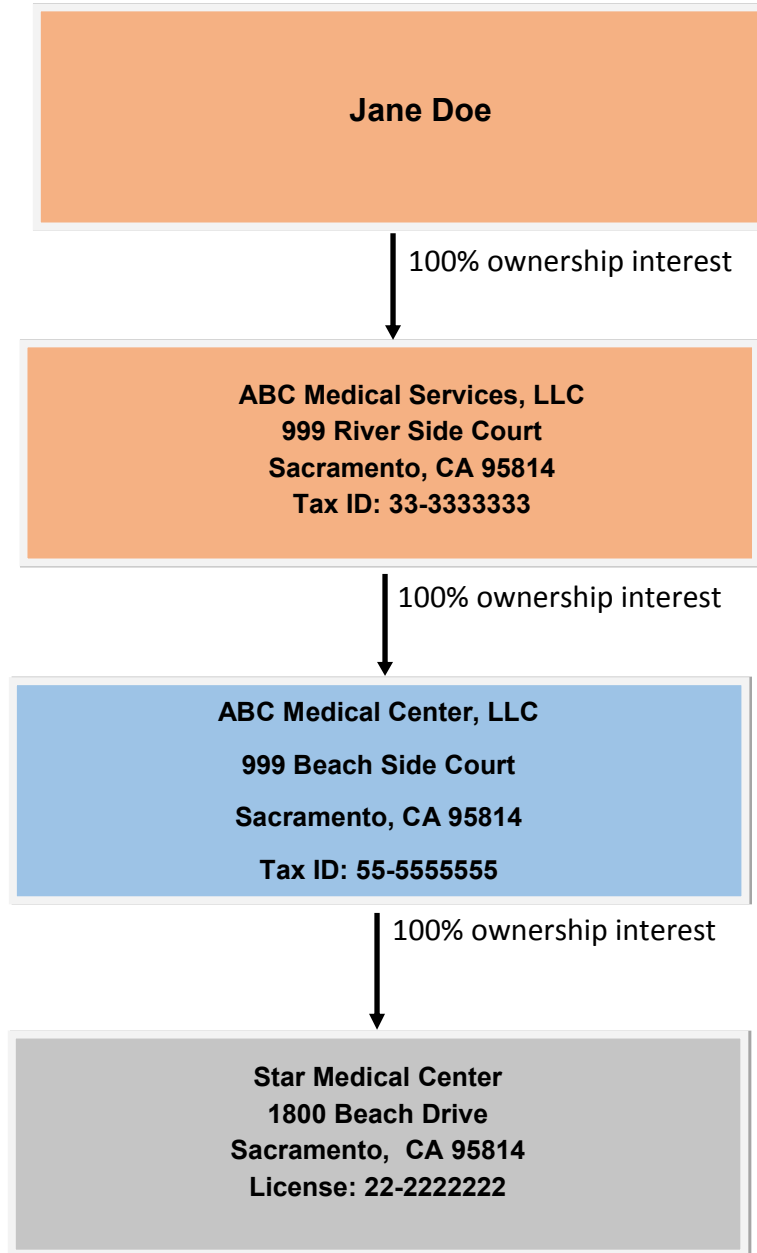 Jane Doe
100% ownership interest
ABC Medical Services, LLC
999 River Side Court
Sacramento, CA 95814
Tax ID: 33-3333333
100% ownership interest
ABC Medical Center, LLC
999 Beach Side Court
Sacramento, CA 95814
Tax ID: 55-5555555
100% ownership interest
Star Medical Center
1800 Beach Drive
Sacramento, CA 95814
License: 22-2222222